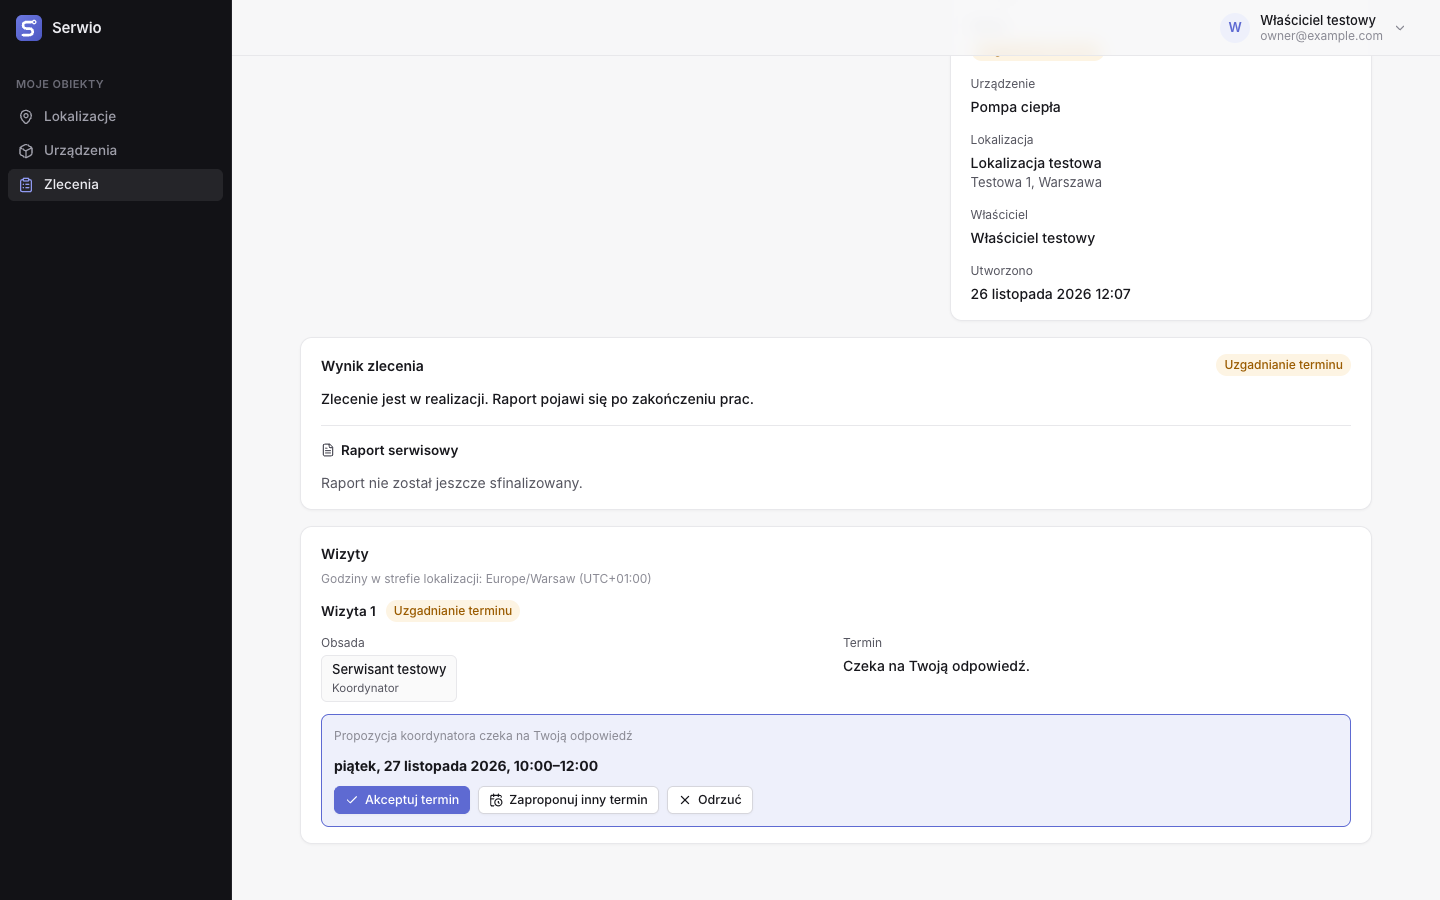 Serwio
MOJE OBIEKTY
Lokalizacje
Urządzenia
Zlecenia
W
Właściciel testowy
owner@example.com
Urządzenie
Pompa ciepła
Lokalizacja
Lokalizacja testowa
Testowa 1, Warszawa
Właściciel
Właściciel testowy
Utworzono
26 listopada 2026 12:07
Wynik zlecenia
Uzgadnianie terminu
Zlecenie jest w realizacji. Raport pojawi się po zakończeniu prac.
Raport serwisowy
Raport nie został jeszcze sfinalizowany.
Wizyty
Godziny w strefie lokalizacji: Europe/Warsaw (UTC+01:00)
Wizyta 1 Uzgadnianie terminu
Obsada
Serwisant testowy
Koordynator
Termin
Czeka na Twoją odpowiedź.
Propozycja koordynatora czeka na Twoją odpowiedź
piątek, 27 listopada 2026, 10:00–12:00
Akceptuj termin
Zaproponuj inny termin
Odrzuć